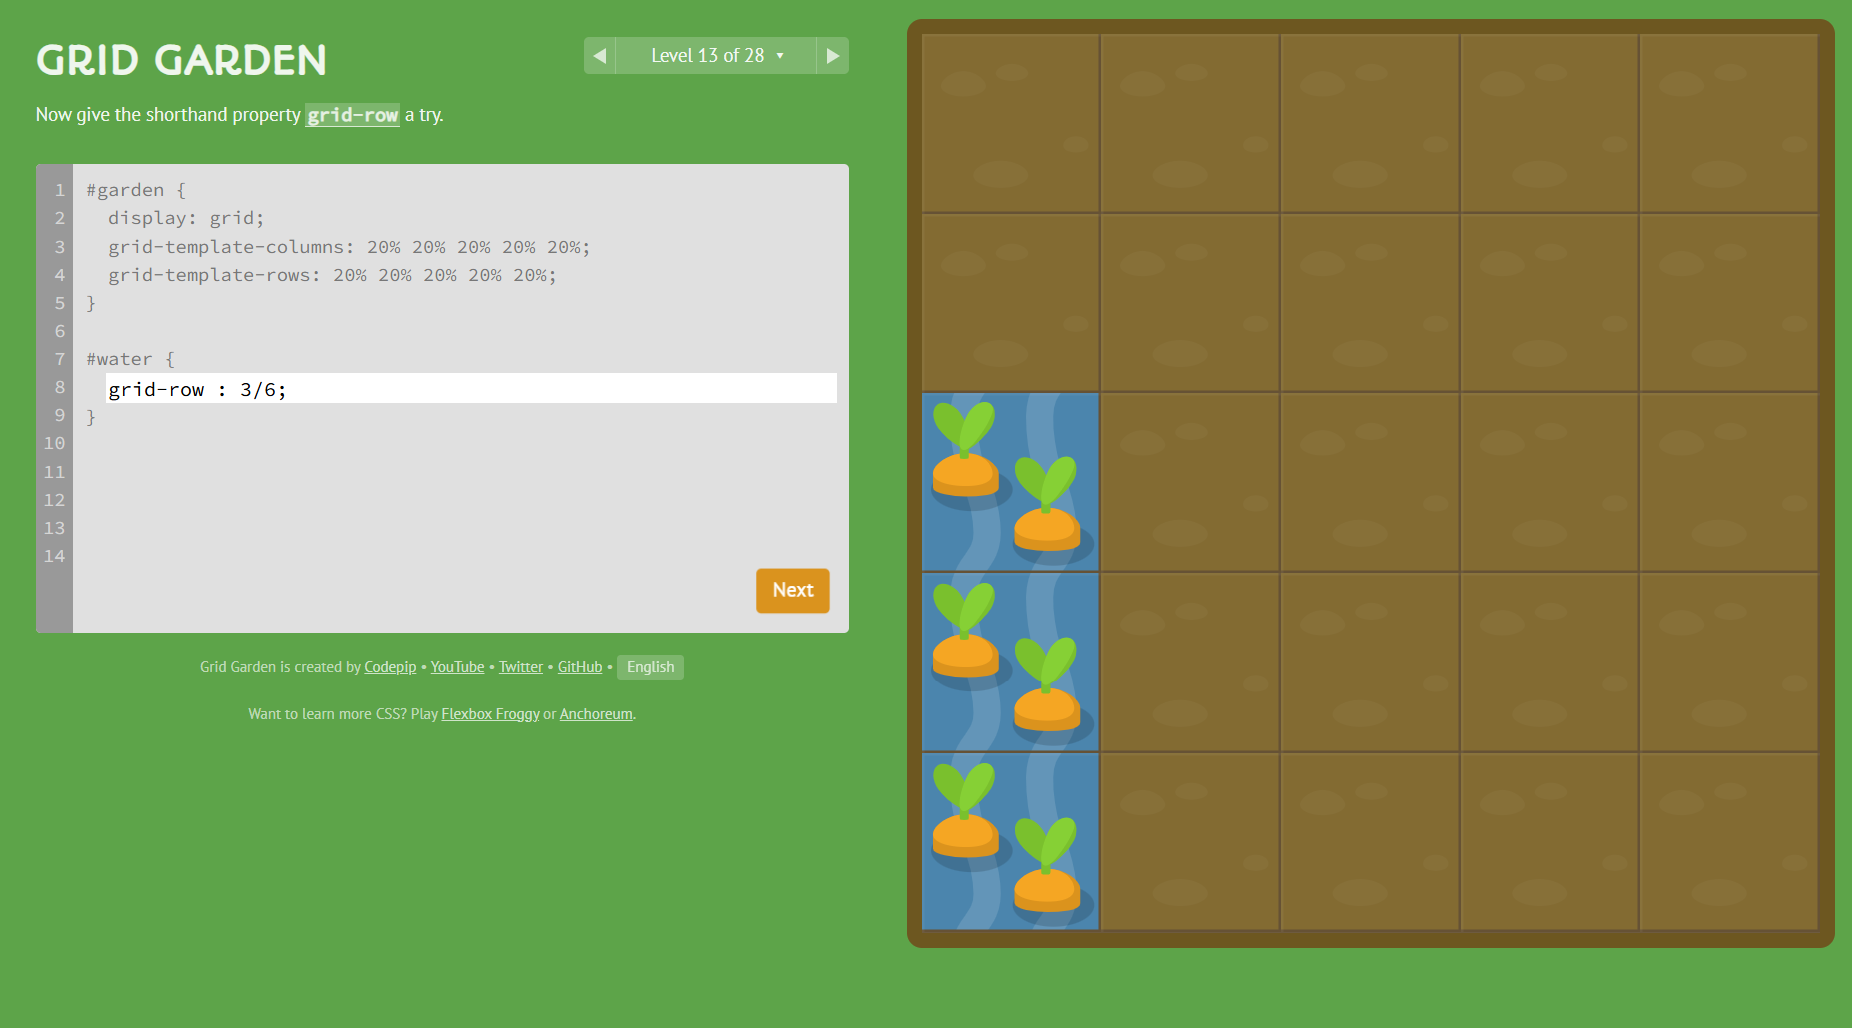 GRID GARDEN
◀ Level 13 of 28 ▼ ▶
Now give the shorthand property grid-row a try.
1 #garden {
2   display: grid;
3   grid-template-columns: 20% 20% 20% 20% 20%;
4   grid-template-rows: 20% 20% 20% 20% 20%;
5 }
6
7 #water {
8   grid-row : 3/6;
9 }
10
11
12
13
14
Next
Grid Garden is created by Codepip • YouTube • Twitter • GitHub • English
Want to learn more CSS? Play Flexbox Froggy or Anchoreum.